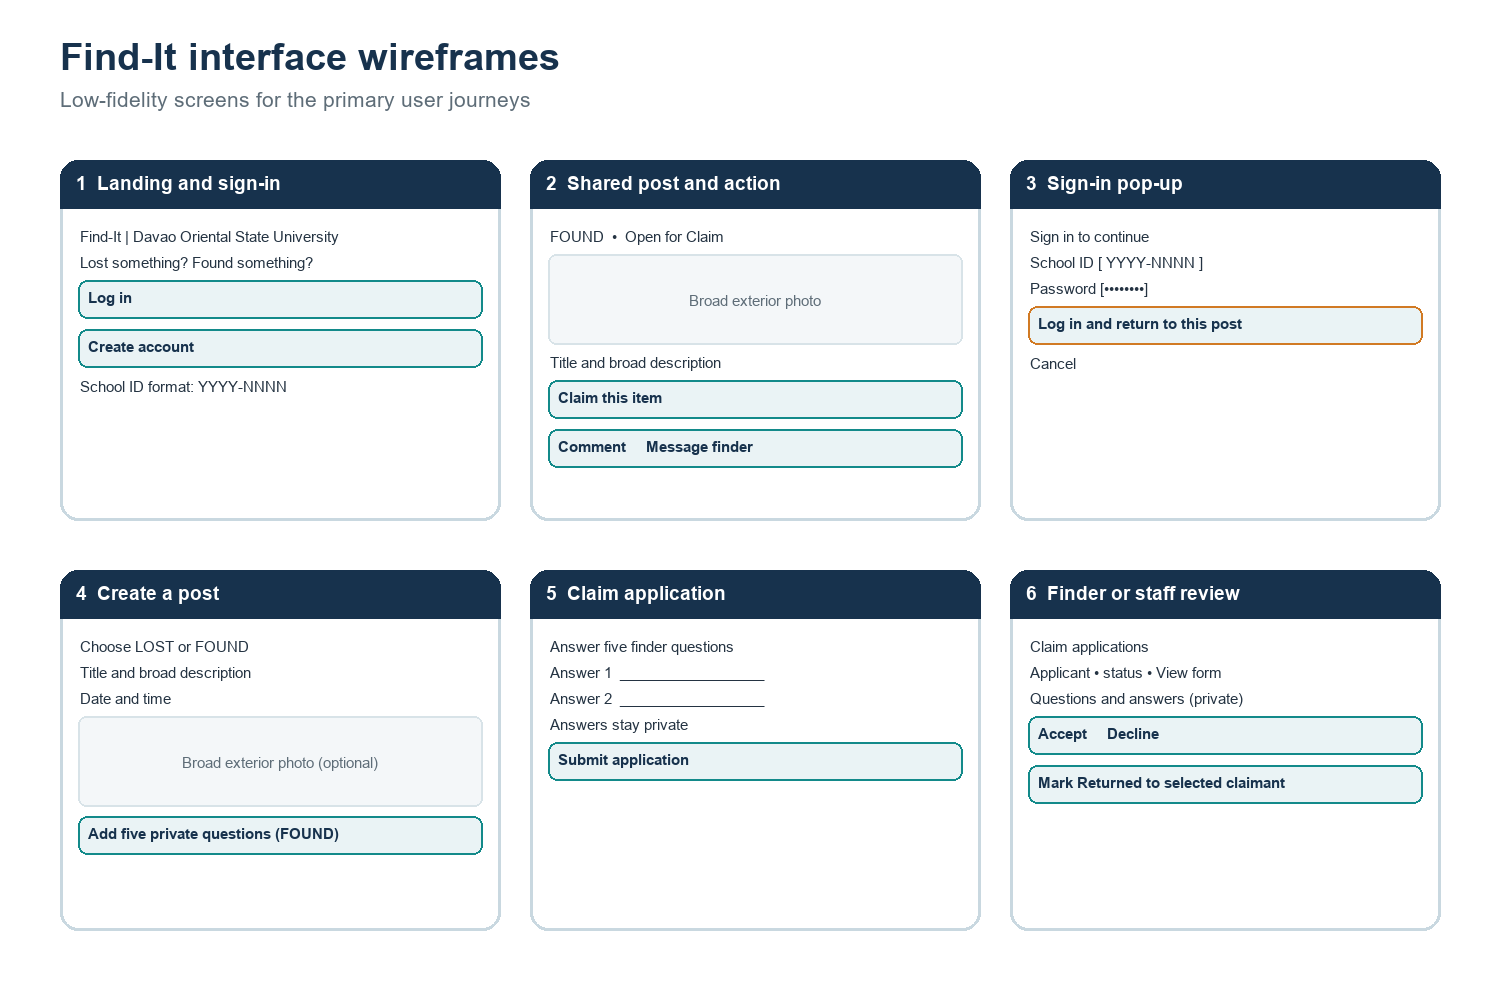 Find-It interface wireframes
Low-fidelity screens for the primary user journeys
1 Landing and sign-in
Find-It | Davao Oriental State University
Lost something? Found something?
Log in
Create account
School ID format: YYYY-NNNN
2 Shared post and action
FOUND • Open for Claim
Broad exterior photo
Title and broad description
Claim this item
Comment Message finder
3 Sign-in pop-up
Sign in to continue
School ID [ YYYY-NNNN ]
Password [••••••••]
Log in and return to this post
Cancel
4 Create a post
Choose LOST or FOUND
Title and broad description
Date and time
Broad exterior photo (optional)
Add five private questions (FOUND)
5 Claim application
Answer five finder questions
Answer 1 __________________
Answer 2 __________________
Answers stay private
Submit application
6 Finder or staff review
Claim applications
Applicant • status • View form
Questions and answers (private)
Accept Decline
Mark Returned to selected claimant